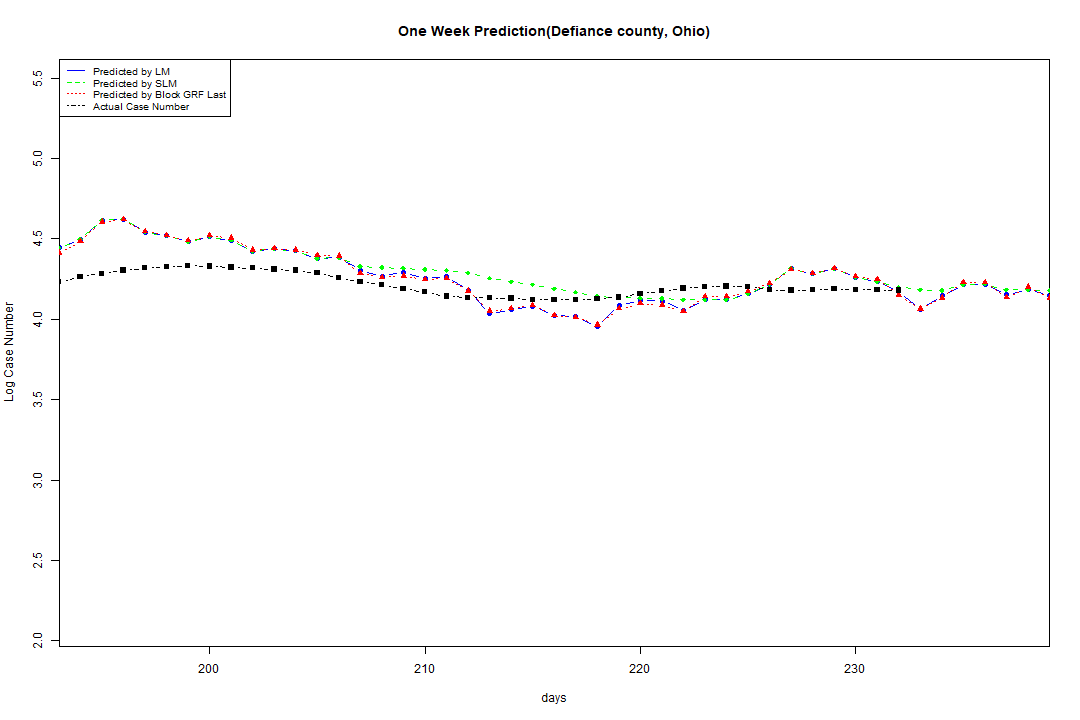 One Week Prediction(Defiance county, Ohio)
Predicted by LM
Predicted by SLM
Predicted by Block GRF Last
Actual Case Number
5.5
5.0
4.5
4.0
3.5
3.0
2.5
2.0
Log Case Number
200 210 220 230
days